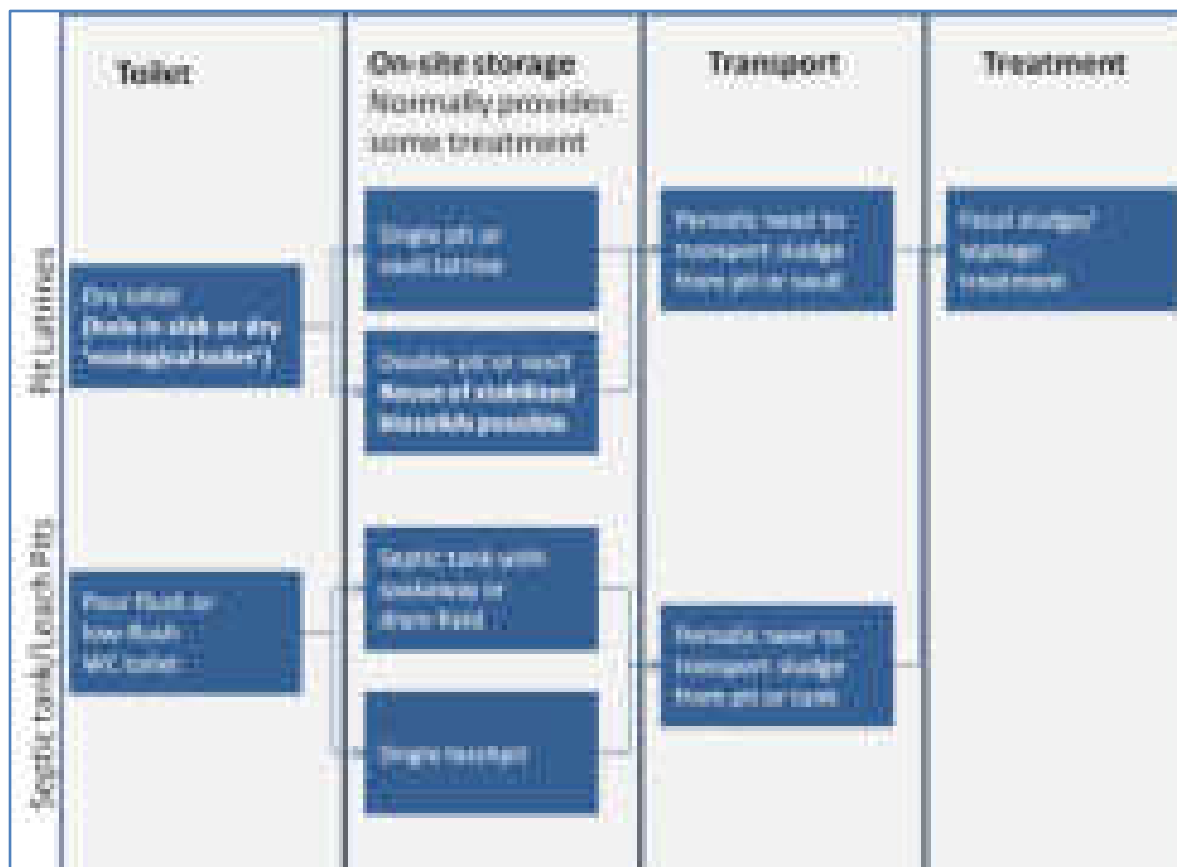 Toilet
On-site storage
Normally provides
some treatment
Transport
Treatment
Pit Latrines
Dry toilet
(hole in slab or dry
'ecological toilet')
Single pit or
vault latrine
Double pit or vault
Reuse of stabilized
biosolids possible
Periodic need to
transport sludge
from pit or vault
treatment
Septic tank/Leach Pits
Pour flush or
low-flush
WC toilet
Septic tank with
soakaway or
drain field
Single leachpit
Periodic need to
transport sludge
from pit or tank